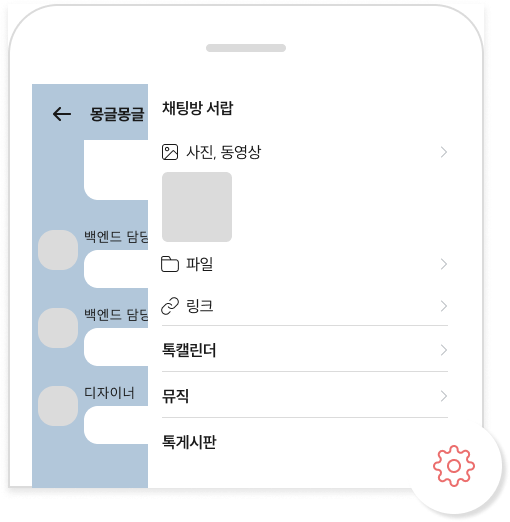 몽글몽글
채팅방 서랍
사진, 동영상
백엔드 담당
파일
링크
백엔드 담당
톡캘린더
디자이너
뮤직
톡게시판